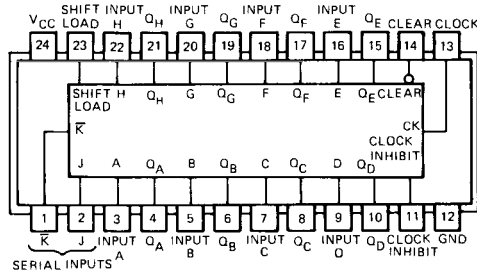 SHIFT INPUT INPUT INPUT INPUT
VCC LOAD H QH G QG F QF E QE CLEAR CLOCK
24 23 22 21 20 19 18 17 16 15 14 13
SHIFT H QH G QG F QF E QE CLEAR
LOAD
K̅ CK
CLOCK
INHIBIT
J A QA B QB C QC D QD
1 2 3 4 5 6 7 8 9 10 11 12
K̅ J INPUT QA INPUT QB INPUT QC INPUT QD CLOCK GND
A B C O INHIBIT
SERIAL INPUTS